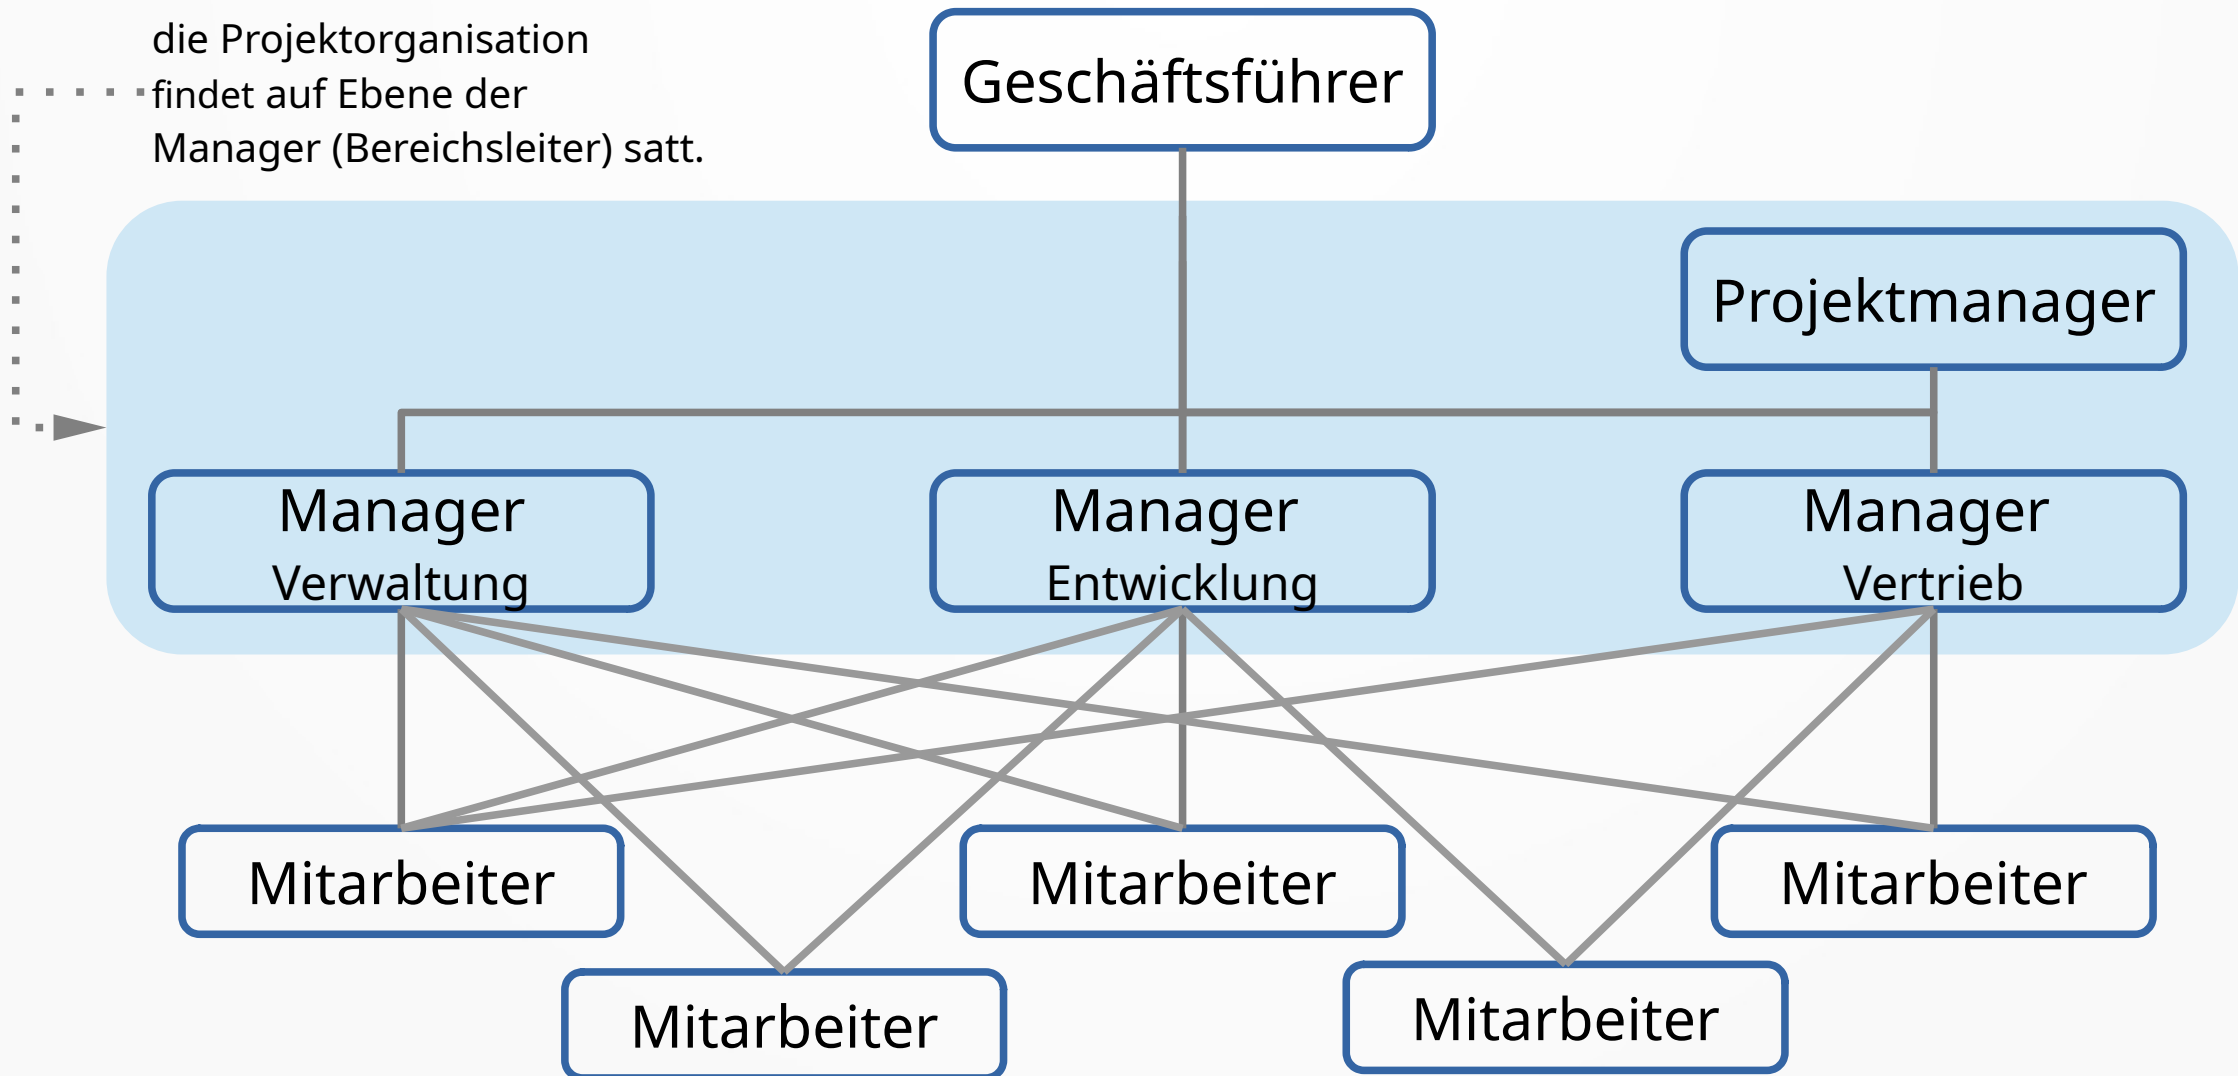 die Projektorganisation
findet auf Ebene der
Manager (Bereichsleiter) satt.
Geschäftsführer
Projektmanager
Manager
Verwaltung
Manager
Entwicklung
Manager
Vertrieb
Mitarbeiter
Mitarbeiter
Mitarbeiter
Mitarbeiter
Mitarbeiter